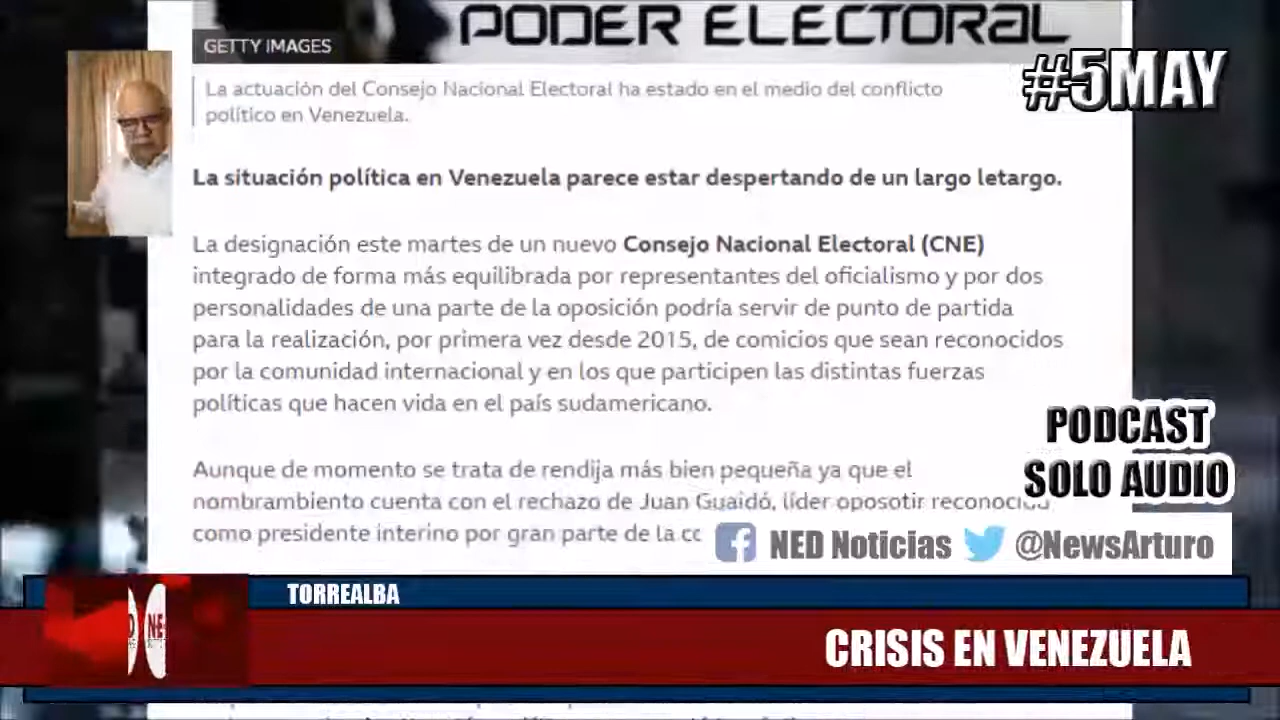 PODER ELECTORAL
GETTY IMAGES
#5MAY
La actuación del Consejo Nacional Electoral ha estado en el medio del conflicto
político en Venezuela.
La situación política en Venezuela parece estar despertando de un largo letargo.
La designación este martes de un nuevo Consejo Nacional Electoral (CNE)
integrado de forma más equilibrada por representantes del oficialismo y por dos
personalidades de una parte de la oposición podría servir de punto de partida
para la realización, por primera vez desde 2015, de comicios que sean reconocidos
por la comunidad internacional y en los que participen las distintas fuerzas
políticas que hacen vida en el país sudamericano.
PODCAST
SOLO AUDIO
Aunque de momento se trata de rendija más bien pequeña ya que el
nombrambiento cuenta con el rechazo de Juan Guaidó, líder oposotir
como presidente interino por gran parte de la
NED Noticias @NewsArturo
TORREALBA
NE
CRISIS EN VENEZUELA